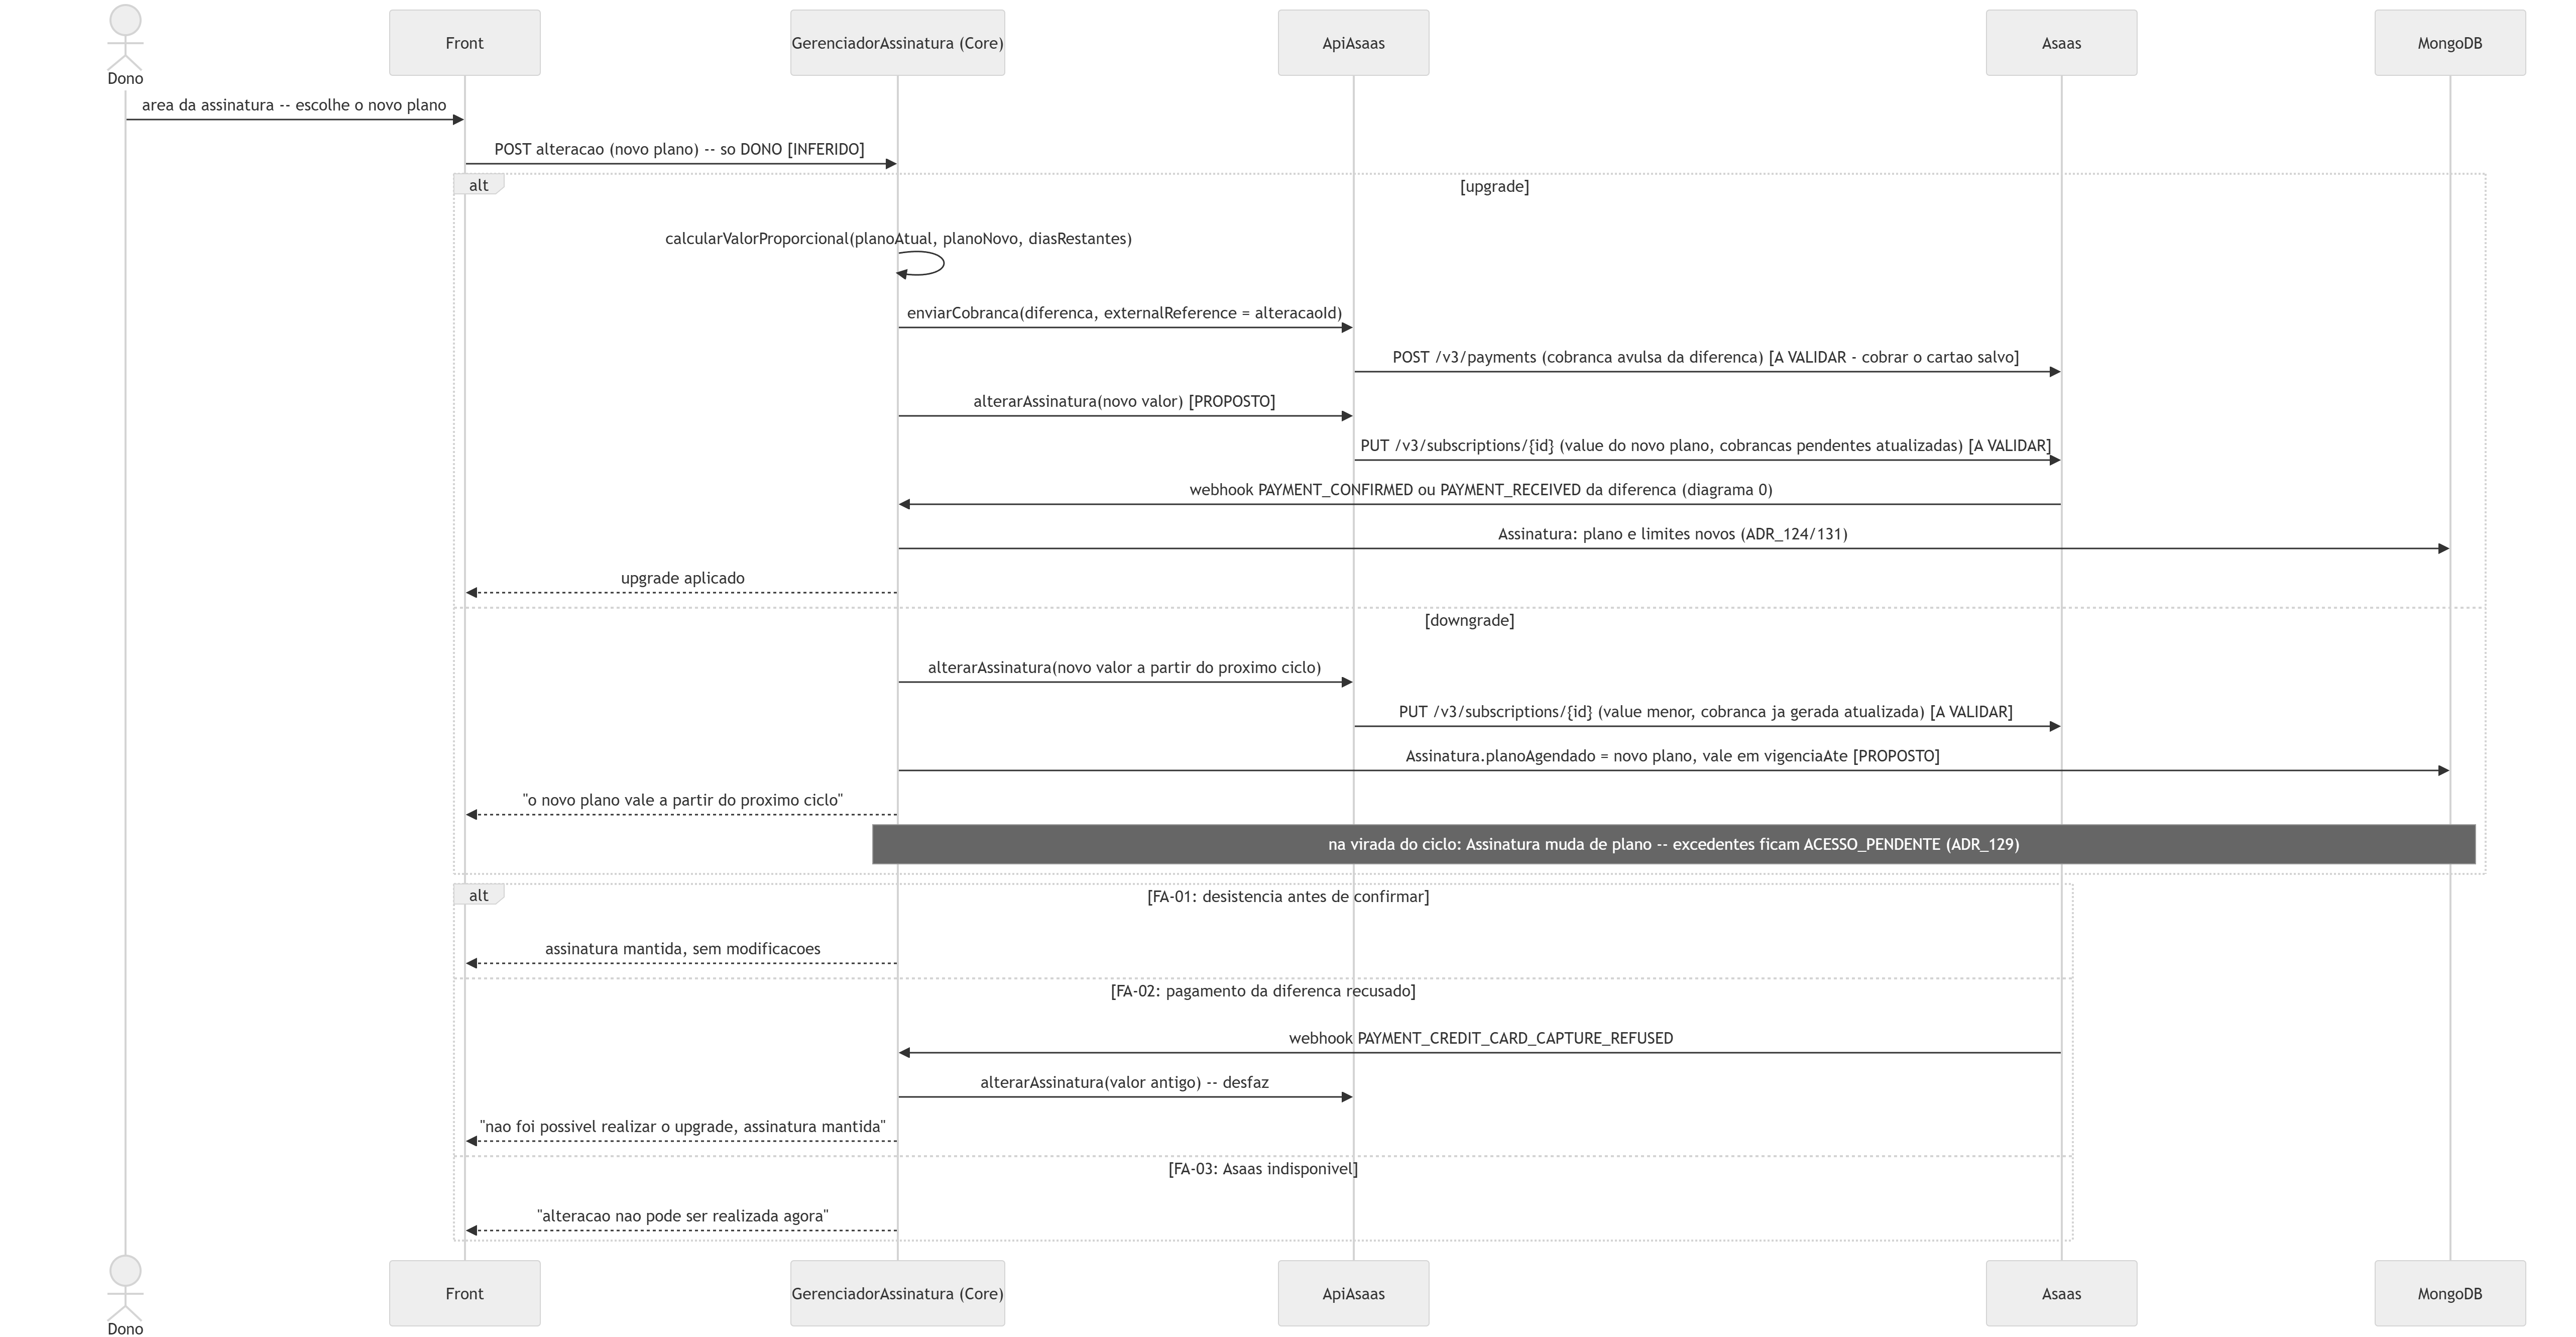 Front
GerenciadorAssinatura (Core)
ApiAsaas
Asaas
MongoDB
Dono
area da assinatura -- escolhe o novo plano
POST alteracao (novo plano) -- so DONO [INFERIDO]
alt
[upgrade]
calcularValorProporcional(planoAtual, planoNovo, diasRestantes)
enviarCobranca(diferenca, externalReference = alteracaoId)
POST /v3/payments (cobranca avulsa da diferenca) [A VALIDAR - cobrar o cartao salvo]
alterarAssinatura(novo valor) [PROPOSTO]
PUT /v3/subscriptions/{id} (value do novo plano, cobrancas pendentes atualizadas) [A VALIDAR]
webhook PAYMENT_CONFIRMED ou PAYMENT_RECEIVED da diferenca (diagrama 0)
Assinatura: plano e limites novos (ADR_124/131)
upgrade aplicado
[downgrade]
alterarAssinatura(novo valor a partir do proximo ciclo)
PUT /v3/subscriptions/{id} (value menor, cobranca ja gerada atualizada) [A VALIDAR]
Assinatura.planoAgendado = novo plano, vale em vigenciaAte [PROPOSTO]
"o novo plano vale a partir do proximo ciclo"
na virada do ciclo: Assinatura muda de plano -- excedentes ficam ACESSO_PENDENTE (ADR_129)
alt
[FA-01: desistencia antes de confirmar]
assinatura mantida, sem modificacoes
[FA-02: pagamento da diferenca recusado]
webhook PAYMENT_CREDIT_CARD_CAPTURE_REFUSED
alterarAssinatura(valor antigo) -- desfaz
"nao foi possivel realizar o upgrade, assinatura mantida"
[FA-03: Asaas indisponivel]
"alteracao nao pode ser realizada agora"
Front
GerenciadorAssinatura (Core)
ApiAsaas
Asaas
MongoDB
Dono